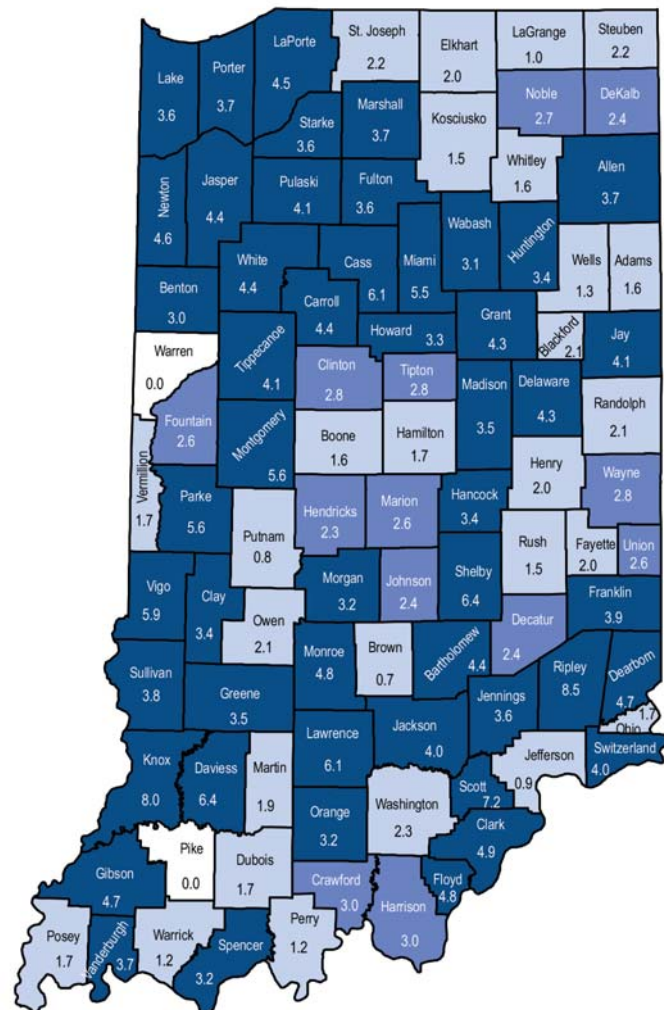 St. Joseph
2.2
Elkhart
2.0
LaGrange
1.0
Steuben
2.2
LaPorte
4.5
Porter
3.7
Lake
3.6
Noble
2.7
DeKalb
2.4
Marshall
3.7
Starke
3.6
Kosciusko
1.5
Whitley
1.6
Allen
3.7
Newton
4.6
Jasper
4.4
Pulaski
4.1
Fulton
3.6
Wabash
3.1
Huntington
3.4
White
4.4
Cass
6.1
Miami
5.5
Wells
1.3
Adams
1.6
Benton
3.0
Carroll
4.4
Howard
3.3
Grant
4.3
Blackford
2.1
Jay
4.1
Warren
0.0
Tippecanoe
4.1
Clinton
2.8
Tipton
2.8
Madison
3.5
Delaware
4.3
Randolph
2.1
Fountain
2.6
Montgomery
5.6
Boone
1.6
Hamilton
1.7
Henry
2.0
Wayne
2.8
Vermillion
1.7
Parke
5.6
Putnam
0.8
Hendricks
2.3
Marion
2.6
Hancock
3.4
Rush
1.5
Fayette
2.0
Union
2.6
Vigo
5.9
Clay
3.4
Owen
2.1
Morgan
3.2
Johnson
2.4
Shelby
6.4
Decatur
2.4
Franklin
3.9
Sullivan
3.8
Greene
3.5
Monroe
4.8
Brown
0.7
Bartholomew
4.4
Jennings
3.6
Ripley
8.5
Dearborn
4.7
Ohio
1.7
Switzerland
4.0
Knox
8.0
Daviess
6.4
Martin
1.9
Lawrence
6.1
Jackson
4.0
Jefferson
0.9
Scott
7.2
Orange
3.2
Washington
2.3
Clark
4.9
Floyd
4.8
Gibson
4.7
Pike
0.0
Dubois
1.7
Crawford
3.0
Harrison
3.0
Posey
1.7
Vanderburgh
3.7
Warrick
1.2
Spencer
3.2
Perry
1.2